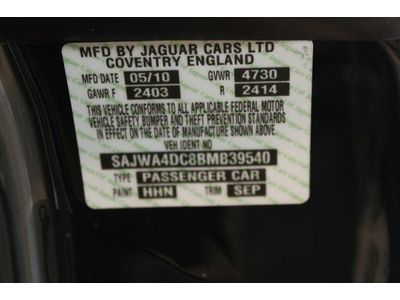 MFD BY JAGUAR CARS LTD
COVENTRY ENGLAND
MFD DATE 05/10 GVWR 4730
GAWR F 2403 R 2414
THIS VEHICLE CONFORMS TO ALL APPLICABLE FEDERAL MOTOR
VEHICLE SAFETY, BUMPER AND THEFT PREVENTION STANDARDS
IN EFFECT ON THE DATE OF MANUFACTURE SHOWN ABOVE.
VEH IDENT NO
SAJWA4DC8BMB39540
TYPE PASSENGER CAR
PAINT HHN TRIM SEP